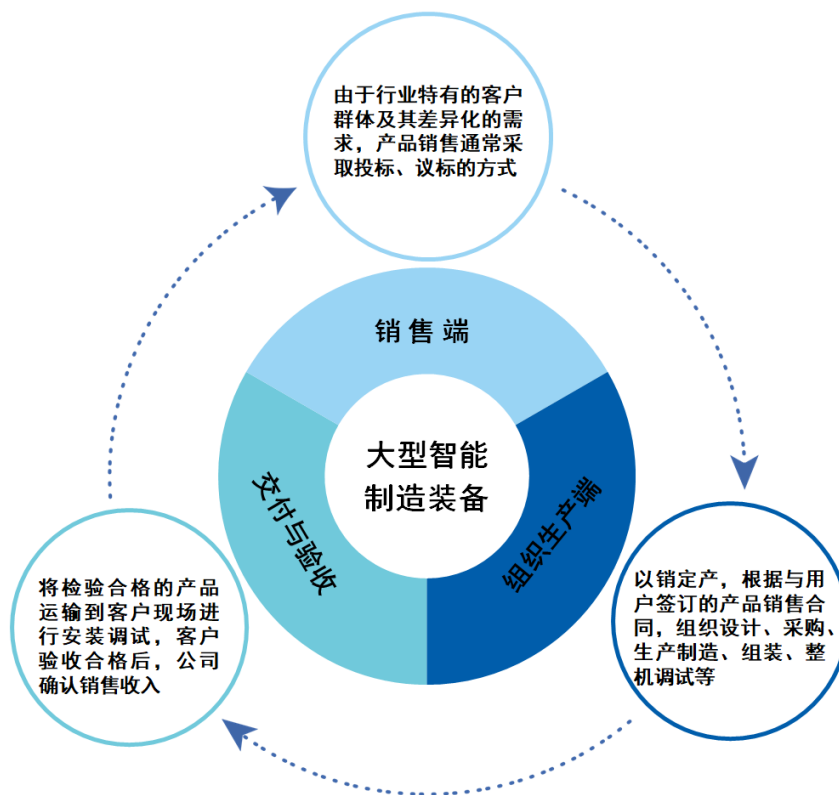 由于行业特有的客户
群体及其差异化的需
求，产品销售通常采
取投标、议标的方式
销售端
大型智能
制造装备
交付与验收
组织生产端
将检验合格的产品
运输到客户现场进
行安装调试，客户
验收合格后，公司
确认销售收入
以销定产，根据与用
户签订的产品销售合
同，组织设计、采购、
生产制造、组装、整
机调试等